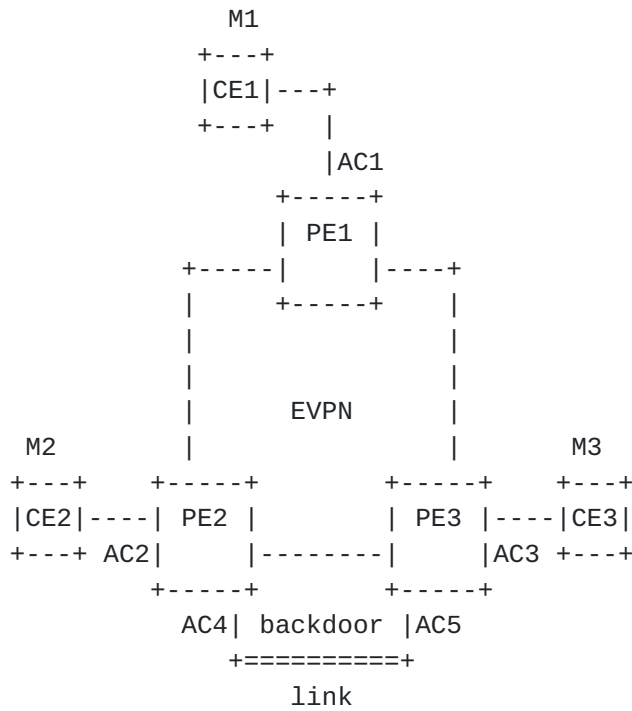 M1
CE1
AC1
PE1
EVPN
M2 M3
CE2 PE2 PE3 CE3
AC2 AC3
AC4 backdoor AC5
link